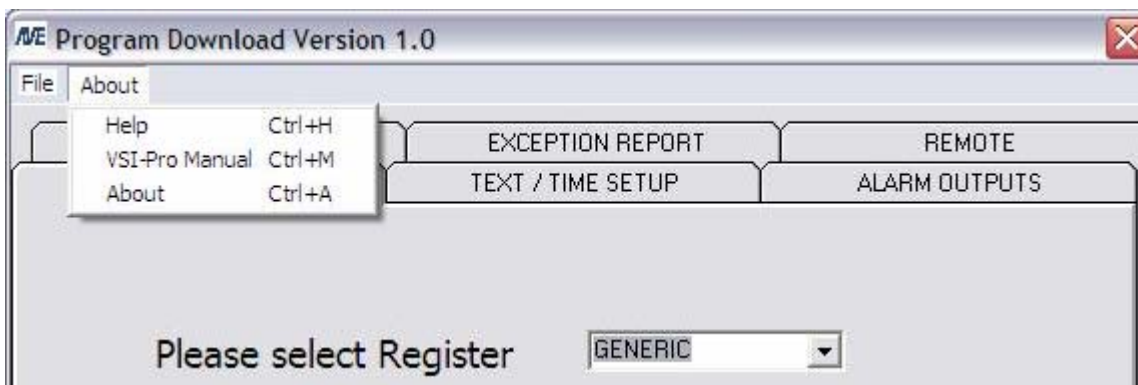 AVE Program Download Version 1.0
File About
Help Ctrl+H
VSI-Pro Manual Ctrl+M
About Ctrl+A
EXCEPTION REPORT REMOTE
TEXT / TIME SETUP ALARM OUTPUTS
Please select Register GENERIC